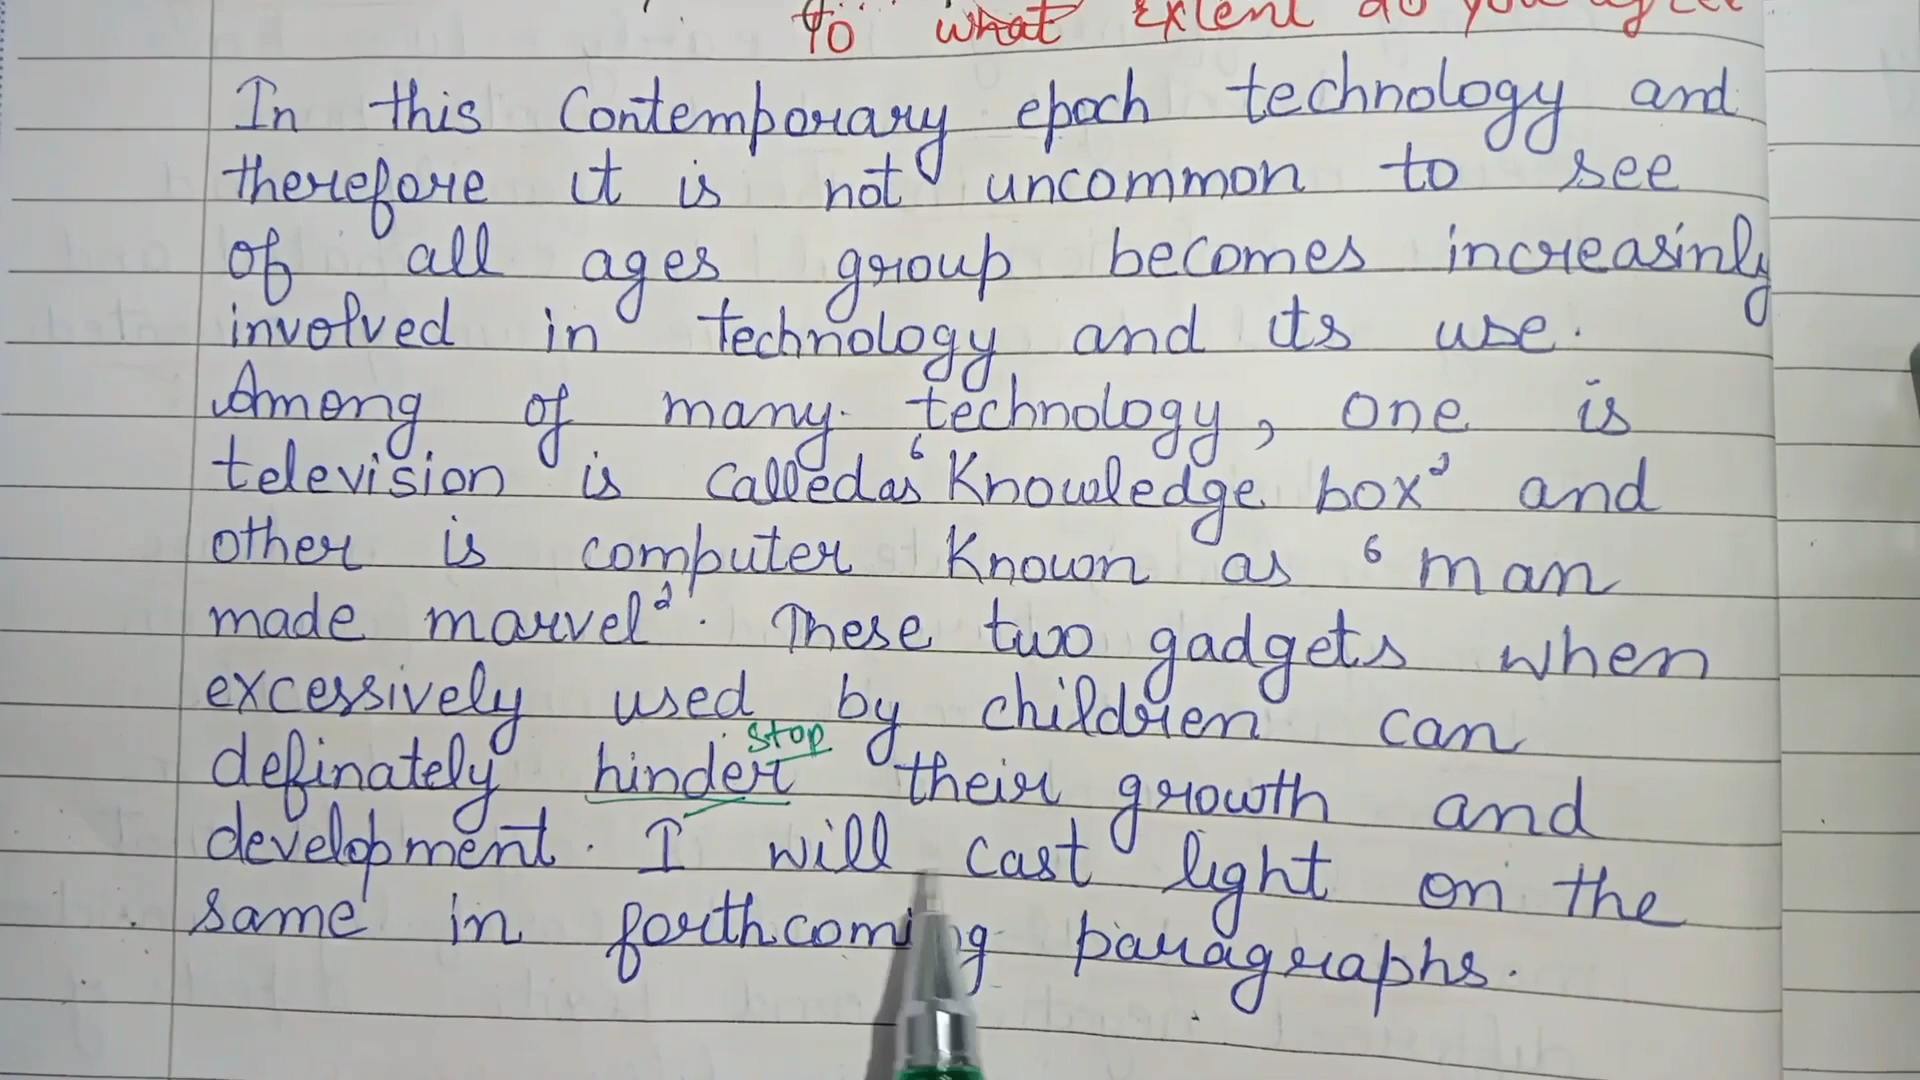 to what extent do you agree
In this Contemporary epoch technology and
therefore it is not uncommon to see
of all ages group becomes increasinly
involved in technology and its use.
Among of many technology, one is
television is called as ‘Knowledge box’ and
other is computer Known as ‘man
made marvel’. These two gadgets when
excessively used by children can
stop
definately hinder their growth and
development. I will cast light on the
same in forthcoming paragraphs.